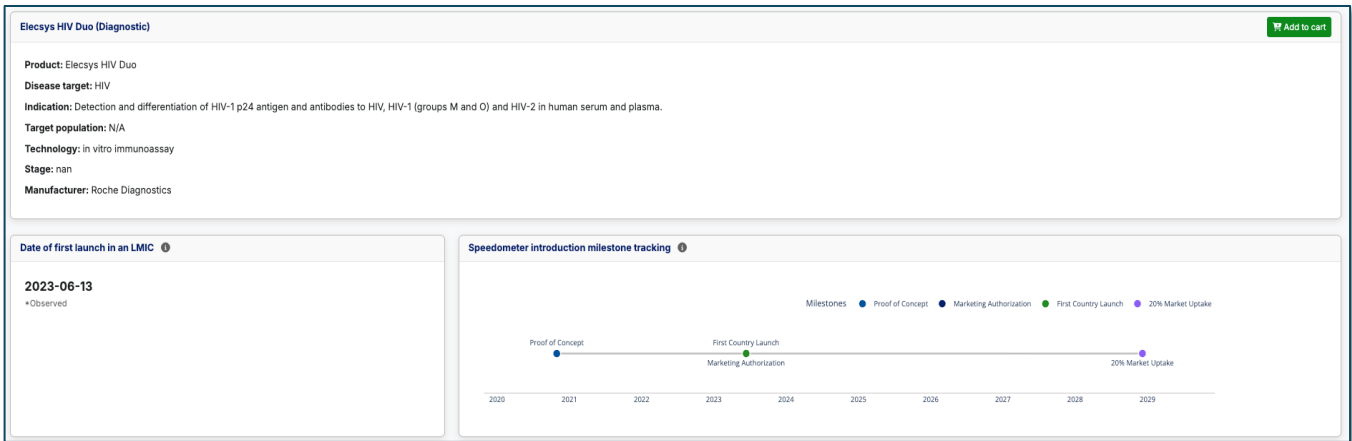 Elecsys HIV Duo (Diagnostic)
Add to cart
Product: Elecsys HIV Duo
Disease target: HIV
Indication: Detection and differentiation of HIV-1 p24 antigen and antibodies to HIV, HIV-1 (groups M and O) and HIV-2 in human serum and plasma.
Target population: N/A
Technology: in vitro immunoassay
Stage: nan
Manufacturer: Roche Diagnostics
Date of first launch in an LMIC
2023-06-13
*Observed
Speedometer introduction milestone tracking
Milestones Proof of Concept Marketing Authorization First Country Launch 20% Market Uptake
Proof of Concept First Country Launch
Marketing Authorization 20% Market Uptake
2020 2021 2022 2023 2024 2025 2026 2027 2028 2029